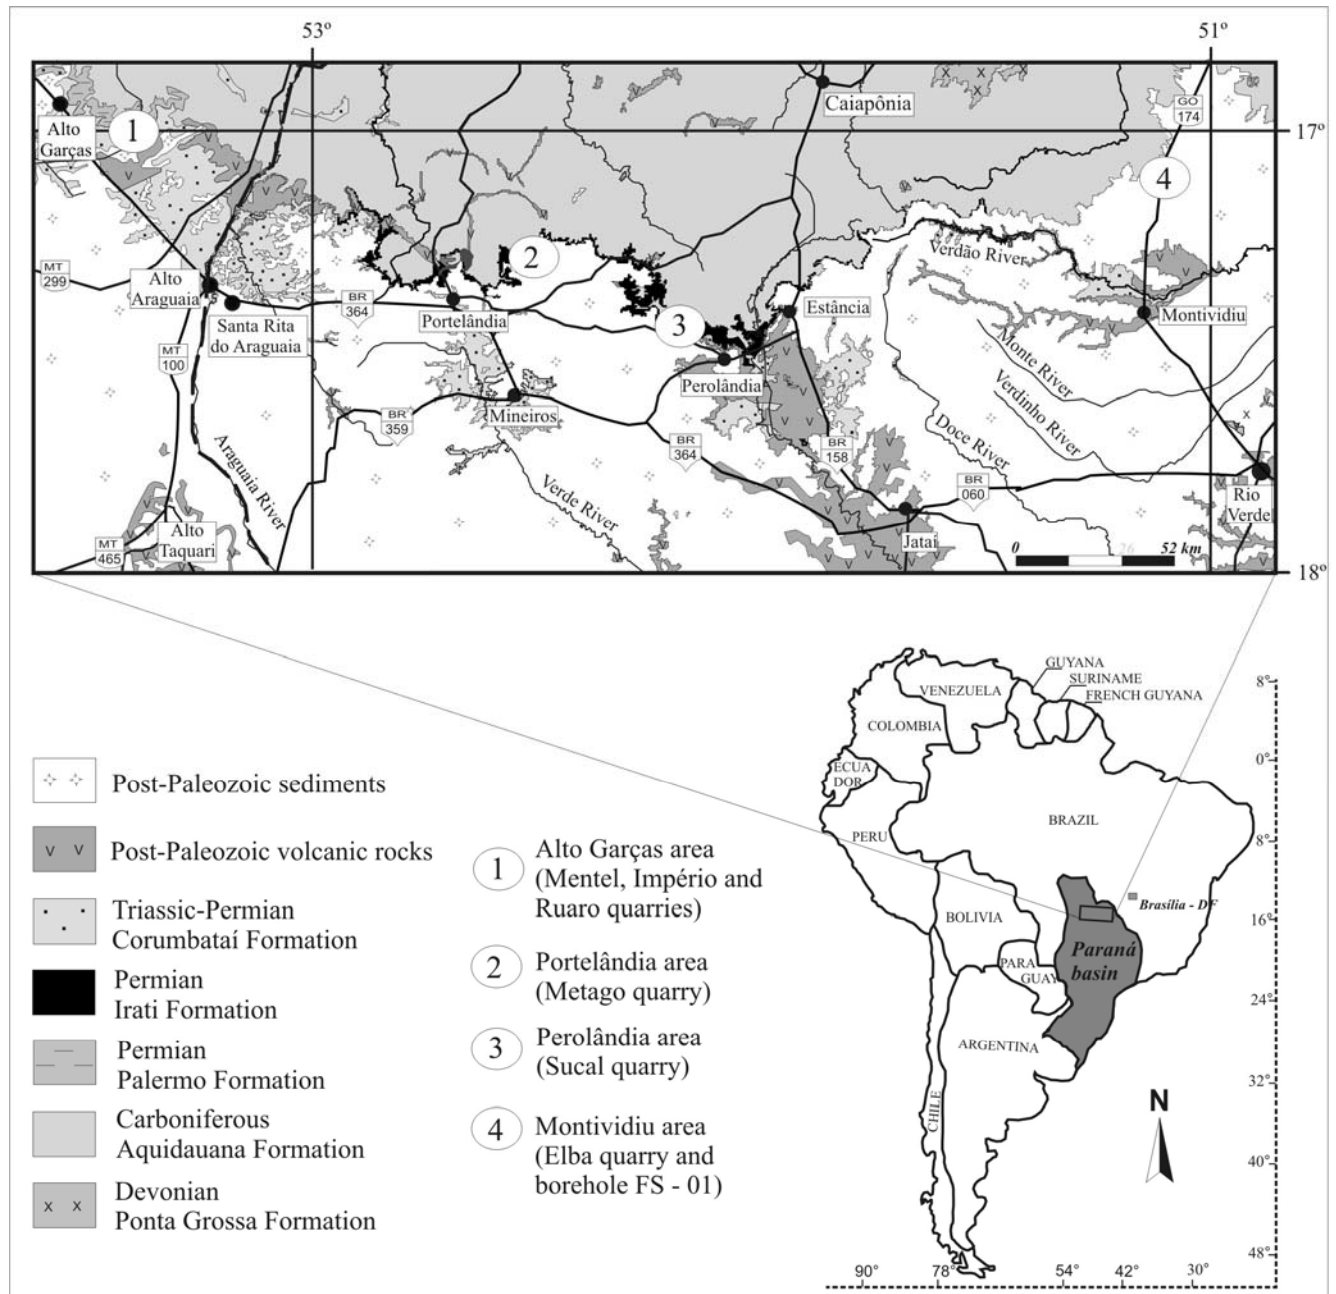 53º
51º
Alto
Garças
1
Caiapônia
GO
174
17º
4
2
Verdão River
MT
299
Alto
Araguaia
Santa Rita
do Araguaia
BR
364
Portelândia
3
Estância
Montividiu
MT
100
Perolândia
Monte River
Verdinho River
Mineiros
BR
359
BR
364
BR
158
Doce River
BR
060
Araguaia River
Verde River
Rio
Verde
Alto
Taquari
MT
465
Jataí
0
26
52 km
18º
GUYANA
SURINAME
FRENCH GUYANA
VENEZUELA
COLOMBIA
ECUA
DOR
PERU
BRAZIL
BOLIVIA
Brasília - DF
PARA
GUAY
Paraná
basin
ARGENTINA
CHILE
N
8°
0°
8°
16°
24°
32°
40°
48°
90°
78°
54°
42°
30°
Post-Paleozoic sediments
v v
Post-Paleozoic volcanic rocks
Triassic-Permian
Corumbataí Formation
Permian
Irati Formation
Permian
Palermo Formation
Carboniferous
Aquidauana Formation
x x
Devonian
Ponta Grossa Formation
1
Alto Garças area
(Mentel, Império and
Ruaro quarries)
2
Portelândia area
(Metago quarry)
3
Perolândia area
(Sucal quarry)
4
Montividiu area
(Elba quarry and
borehole FS - 01)